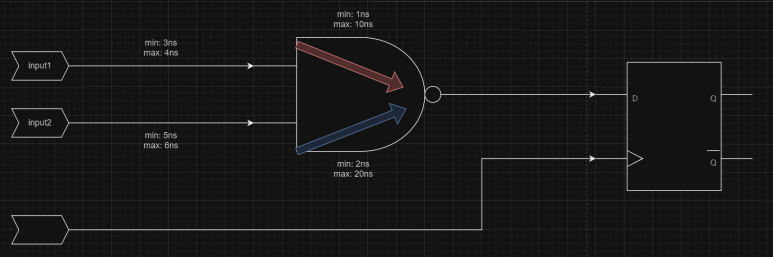 min: 1ns
max: 10ns
min: 3ns
max: 4ns
input1
input2
min: 5ns
max: 6ns
min: 2ns
max: 20ns
D
Q
Q